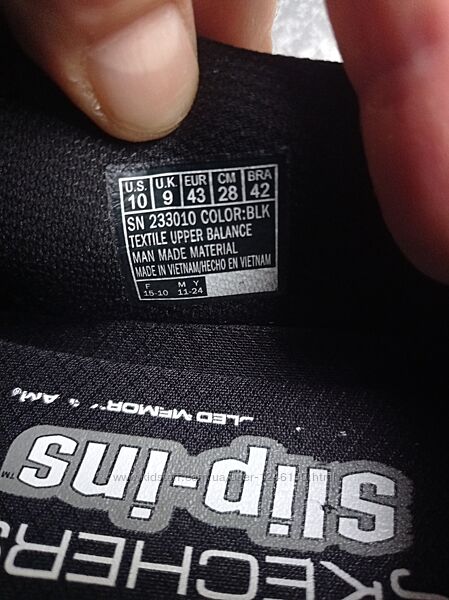 U.S. U.K. EUR CM BRA
10 9 43 28 42
SN 233010 COLOR:BLK
TEXTILE UPPER BALANCE
MAN MADE MATERIAL
MADE IN VIETNAM/HECHO EN VIETNAM
F M Y
15-10 11-24
SKECHERS
Slip-ins™